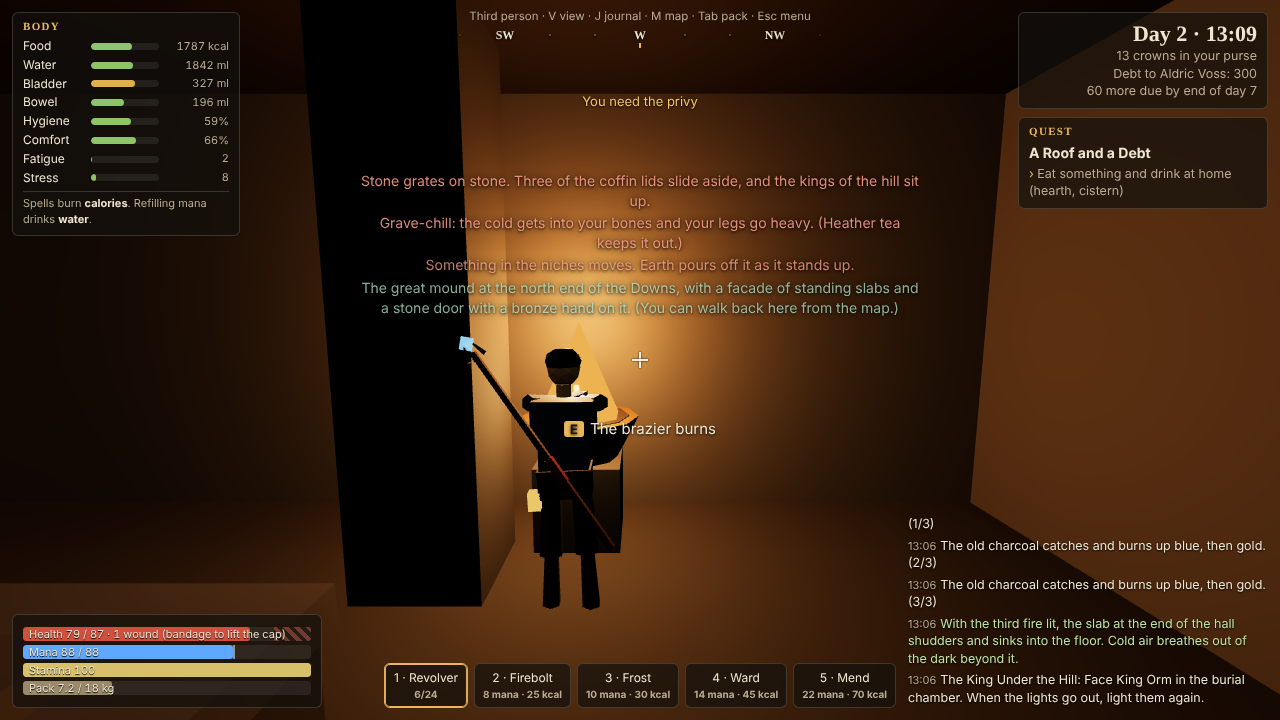 BODY
Food 1787 kcal
Water 1842 ml
Bladder 327 ml
Bowel 196 ml
Hygiene 59%
Comfort 66%
Fatigue 2
Stress 8
Spells burn calories. Refilling mana
drinks water.
Third person · V view · J journal · M map · Tab pack · Esc menu
SW W NW
You need the privy
Day 2 · 13:09
13 crowns in your purse
Debt to Aldric Voss: 300
60 more due by end of day 7
QUEST
A Roof and a Debt
› Eat something and drink at home
(hearth, cistern)
Stone grates on stone. Three of the coffin lids slide aside, and the kings of the hill sit
up.
Grave-chill: the cold gets into your bones and your legs go heavy. (Heather tea
keeps it out.)
Something in the niches moves. Earth pours off it as it stands up.
The great mound at the north end of the Downs, with a facade of standing slabs and
a stone door with a bronze hand on it. (You can walk back here from the map.)
E The brazier burns
(1/3)
13:06 The old charcoal catches and burns up blue, then gold.
(2/3)
13:06 The old charcoal catches and burns up blue, then gold.
(3/3)
13:06 With the third fire lit, the slab at the end of the hall
shudders and sinks into the floor. Cold air breathes out of
the dark beyond it.
13:06 The King Under the Hill: Face King Orm in the burial
chamber. When the lights go out, light them again.
Health 79 / 87 · 1 wound (bandage to lift the cap)
Mana 88 / 88
Stamina 100
Pack 7.2 / 18 kg
1 · Revolver
6/24
2 · Firebolt
8 mana · 25 kcal
3 · Frost
10 mana · 30 kcal
4 · Ward
14 mana · 45 kcal
5 · Mend
22 mana · 70 kcal